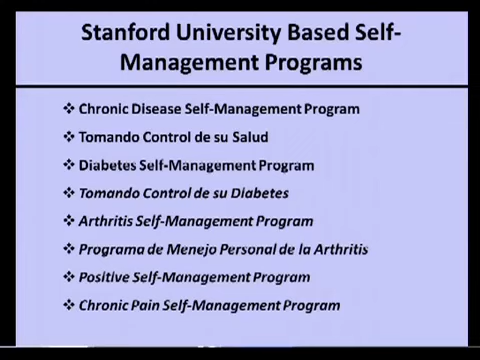 Stanford University Based Self-
Management Programs
❖ Chronic Disease Self-Management Program
❖ Tomando Control de su Salud
❖ Diabetes Self-Management Program
❖ Tomando Control de su Diabetes
❖ Arthritis Self-Management Program
❖ Programa de Menejo Personal de la Arthritis
❖ Positive Self-Management Program
❖ Chronic Pain Self-Management Program